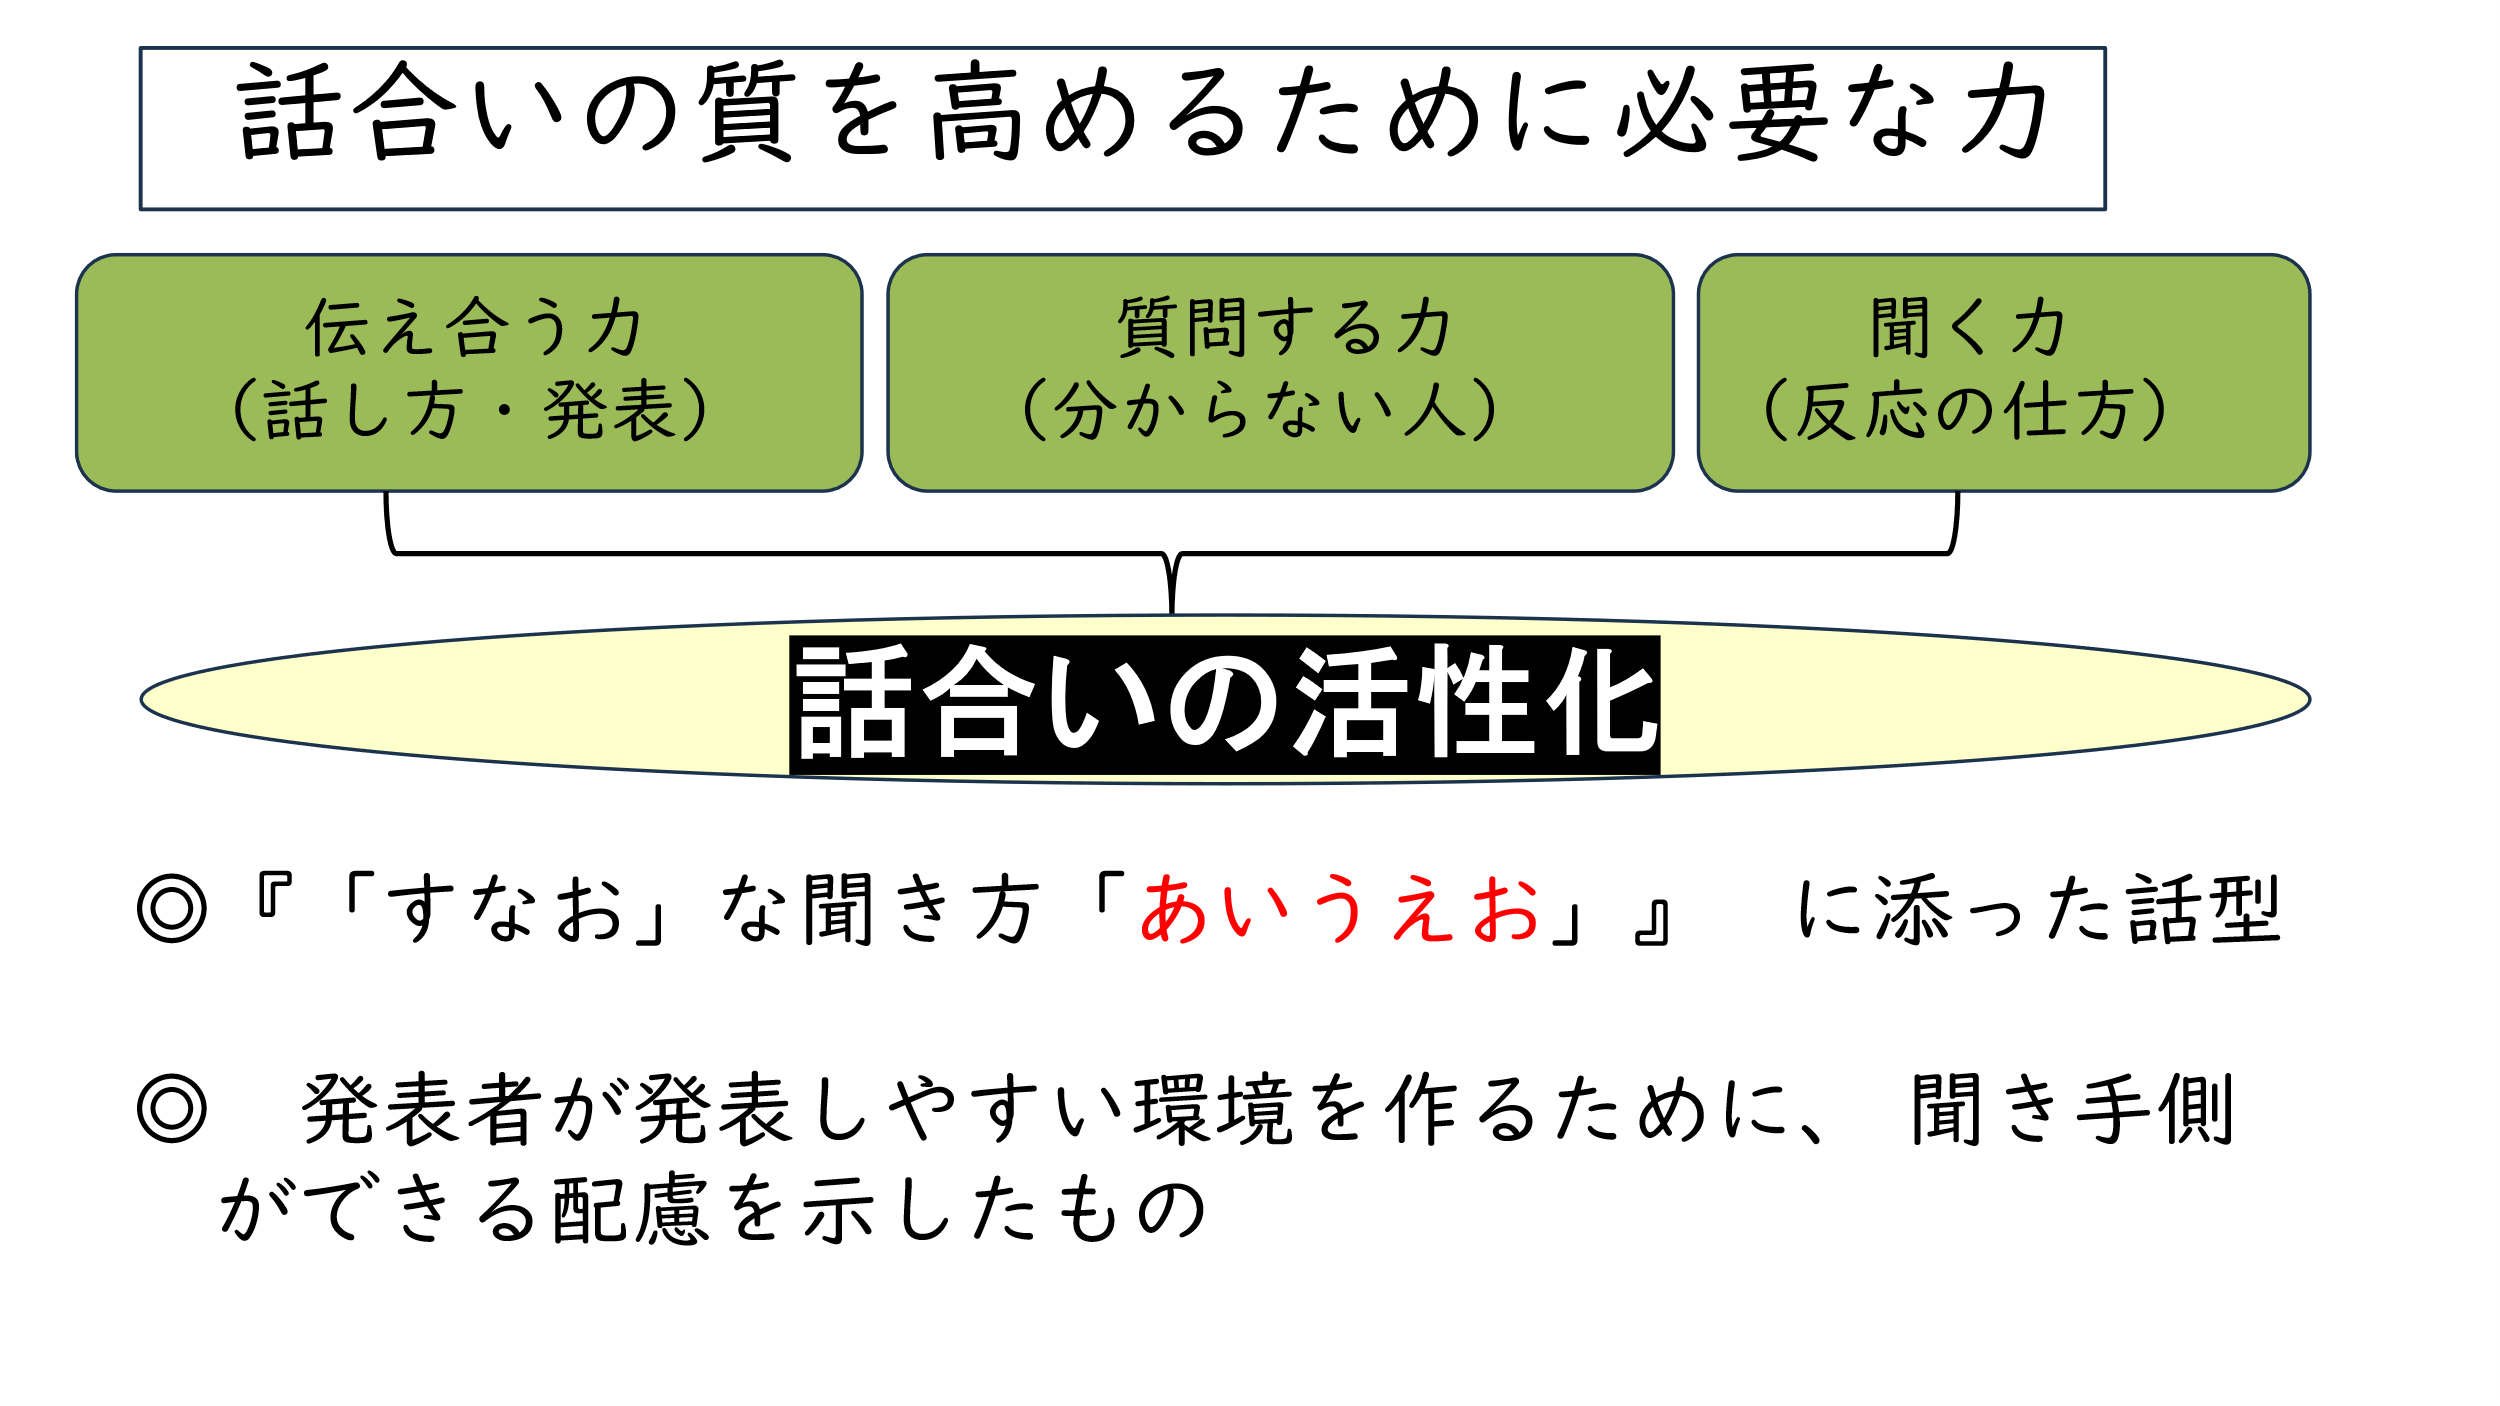 話合いの質を高めるために必要な力
伝え合う力
(話し方・発表)
質問する力
(分からない人)
聞く力
(反応の仕方)
話合いの活性化
◎『「すなお」な聞き方「あいうえお」』 に添った話型
◎ 発表者が発表しやすい環境を作るために、聞き手側
ができる配慮を示したもの